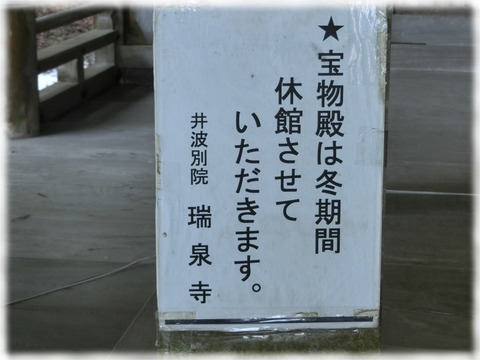 ★宝物殿は冬期間
休館させて
いただきます。
井波別院 瑞泉寺